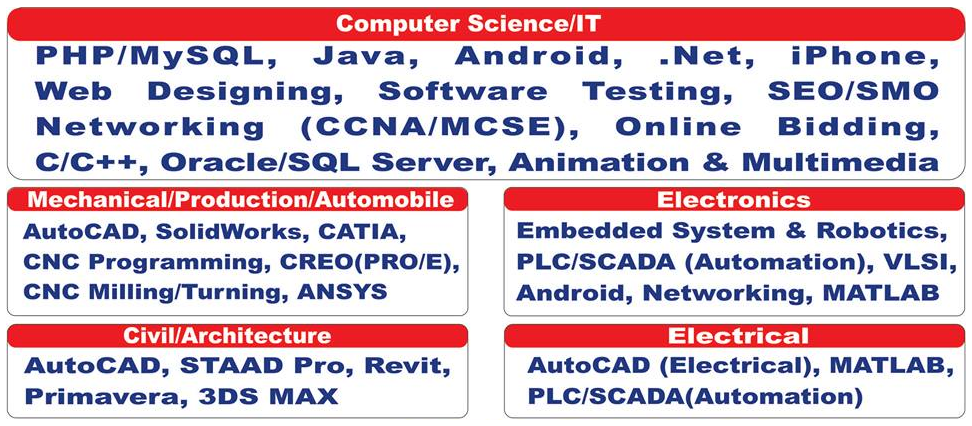 Computer Science/IT
PHP/MySQL, Java, Android, .Net, iPhone,
Web Designing, Software Testing, SEO/SMO
Networking (CCNA/MCSE), Online Bidding,
C/C++, Oracle/SQL Server, Animation & Multimedia
Mechanical/Production/Automobile
AutoCAD, SolidWorks, CATIA,
CNC Programming, CREO(PRO/E),
CNC Milling/Turning, ANSYS
Electronics
Embedded System & Robotics,
PLC/SCADA (Automation), VLSI,
Android, Networking, MATLAB
Civil/Architecture
AutoCAD, STAAD Pro, Revit,
Primavera, 3DS MAX
Electrical
AutoCAD (Electrical), MATLAB,
PLC/SCADA(Automation)